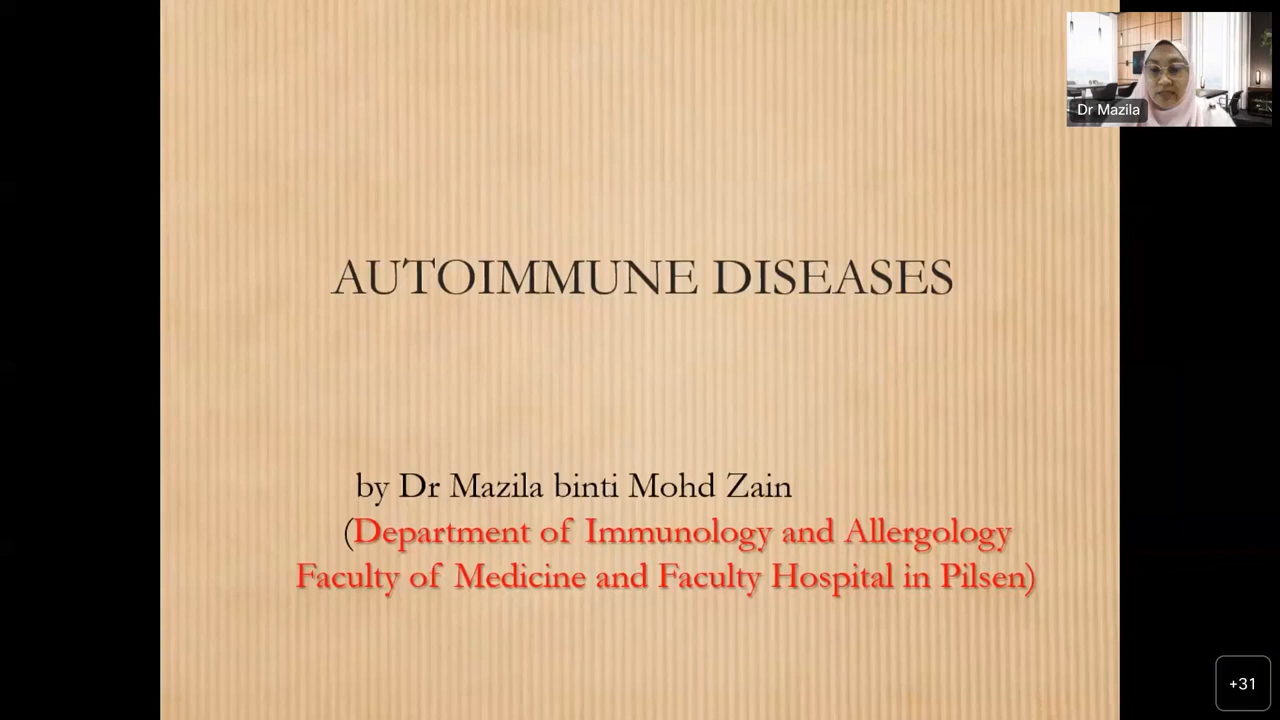 Dr Mazila
AUTOIMMUNE DISEASES
by Dr Mazila binti Mohd Zain
(Department of Immunology and Allergology
Faculty of Medicine and Faculty Hospital in Pilsen)
+31